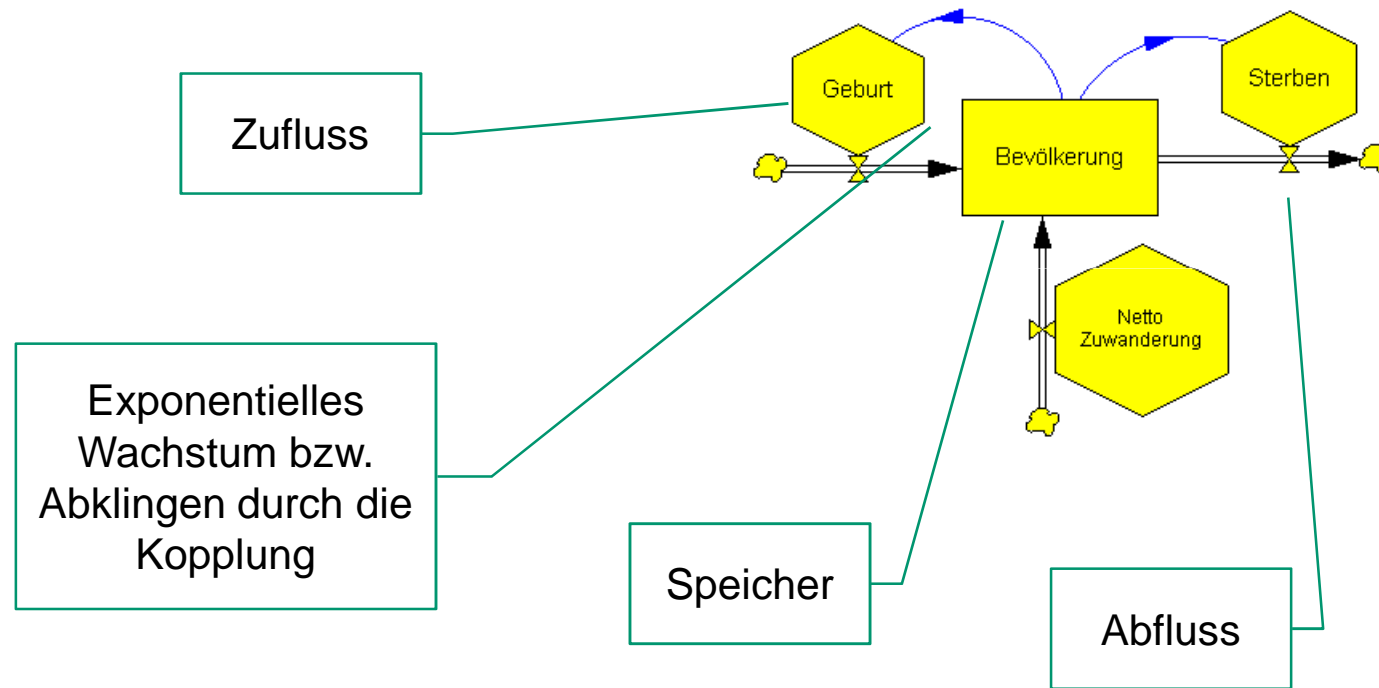 Geburt
Sterben
Zufluss
Bevölkerung
Netto
Zuwanderung
Exponentielles
Wachstum bzw.
Abklingen durch die
Kopplung
Speicher
Abfluss